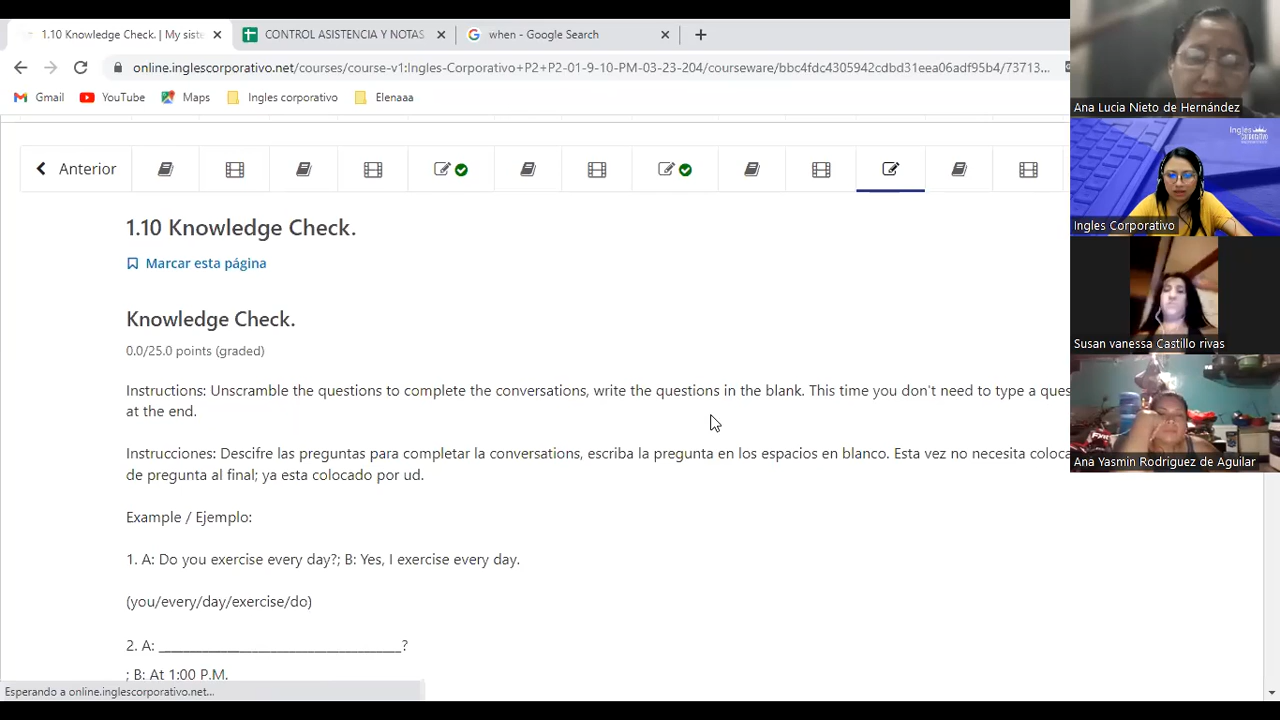 1.10 Knowledge Check. | My siste
CONTROL ASISTENCIA Y NOTAS
when - Google Search
online.inglescorporativo.net/courses/course-v1:Ingles-Corporativo+P2+P2-01-9-10-PM-03-23-204/courseware/bbc4fdc4305942cdbd31eea06adf95b4/73713...
Gmail
YouTube
Maps
Ingles corporativo
Elenaaa
Anterior
1.10 Knowledge Check.
Marcar esta página
Knowledge Check.
0.0/25.0 points (graded)
Instructions: Unscramble the questions to complete the conversations, write the questions in the blank. This time you don't need to type a ques
at the end.
Instrucciones: Descifre las preguntas para completar la conversations, escriba la pregunta en los espacios en blanco. Esta vez no necesita coloca
de pregunta al final; ya esta colocado por ud.
Example / Ejemplo:
1. A: Do you exercise every day?; B: Yes, I exercise every day.
(you/every/day/exercise/do)
2. A: ___________________________________?
; B: At 1:00 P.M.
Esperando a online.inglescorporativo.net...
Ana Lucia Nieto de Hernández
Ingles Corporativo
Ingles Corporativo
Susan vanessa Castillo rivas
Ana Yasmin Rodriguez de Aguilar